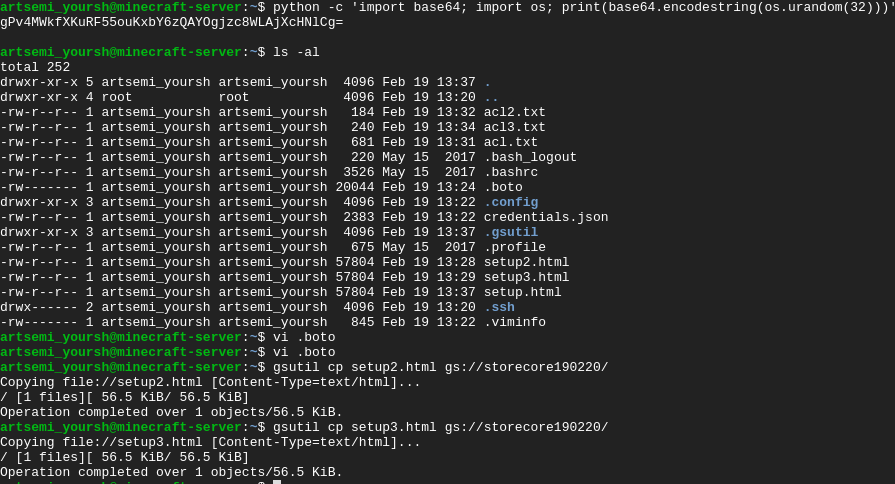 artsemi_yoursh@minecraft-server:~$ python -c 'import base64; import os; print(base64.encodestring(os.urandom(32)))'
gPv4MWkfXKuRF55ouKxbY6zQAYOgjzc8WLAjXcHNlCg=
artsemi_yoursh@minecraft-server:~$ ls -al
total 252
drwxr-xr-x 5 artsemi_yoursh artsemi_yoursh  4096 Feb 19 13:37 .
drwxr-xr-x 4 root           root            4096 Feb 19 13:20 ..
-rw-r--r-- 1 artsemi_yoursh artsemi_yoursh   184 Feb 19 13:32 acl2.txt
-rw-r--r-- 1 artsemi_yoursh artsemi_yoursh   240 Feb 19 13:34 acl3.txt
-rw-r--r-- 1 artsemi_yoursh artsemi_yoursh   681 Feb 19 13:31 acl.txt
-rw-r--r-- 1 artsemi_yoursh artsemi_yoursh   220 May 15  2017 .bash_logout
-rw-r--r-- 1 artsemi_yoursh artsemi_yoursh  3526 May 15  2017 .bashrc
-rw------- 1 artsemi_yoursh artsemi_yoursh 20044 Feb 19 13:24 .boto
drwxr-xr-x 3 artsemi_yoursh artsemi_yoursh  4096 Feb 19 13:22 .config
-rw-r--r-- 1 artsemi_yoursh artsemi_yoursh  2383 Feb 19 13:22 credentials.json
drwxr-xr-x 3 artsemi_yoursh artsemi_yoursh  4096 Feb 19 13:37 .gsutil
-rw-r--r-- 1 artsemi_yoursh artsemi_yoursh   675 May 15  2017 .profile
-rw-r--r-- 1 artsemi_yoursh artsemi_yoursh 57804 Feb 19 13:28 setup2.html
-rw-r--r-- 1 artsemi_yoursh artsemi_yoursh 57804 Feb 19 13:29 setup3.html
-rw-r--r-- 1 artsemi_yoursh artsemi_yoursh 57804 Feb 19 13:37 setup.html
drwx------ 2 artsemi_yoursh artsemi_yoursh  4096 Feb 19 13:20 .ssh
-rw------- 1 artsemi_yoursh artsemi_yoursh   845 Feb 19 13:22 .viminfo
artsemi_yoursh@minecraft-server:~$ vi .boto
artsemi_yoursh@minecraft-server:~$ vi .boto
artsemi_yoursh@minecraft-server:~$ gsutil cp setup2.html gs://storecore190220/
Copying file://setup2.html [Content-Type=text/html]...
/ [1 files][ 56.5 KiB/ 56.5 KiB]
Operation completed over 1 objects/56.5 KiB.
artsemi_yoursh@minecraft-server:~$ gsutil cp setup3.html gs://storecore190220/
Copying file://setup3.html [Content-Type=text/html]...
/ [1 files][ 56.5 KiB/ 56.5 KiB]
Operation completed over 1 objects/56.5 KiB.
artsemi_yoursh@minecraft-server:~$